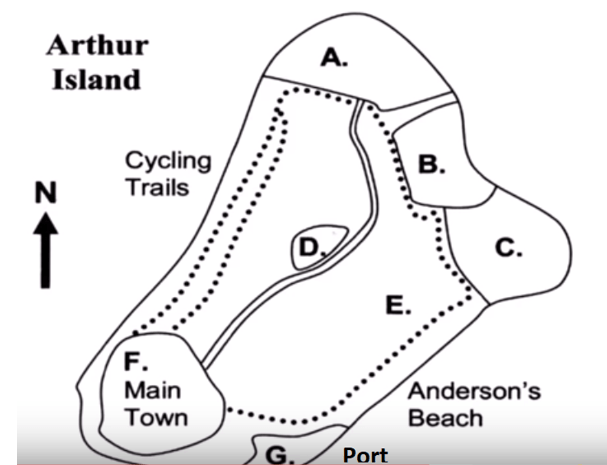 Arthur
Island
A.
Cycling
Trails
B.
N
D.
C.
E.
F.
Main
Town
Anderson's
Beach
G.
Port